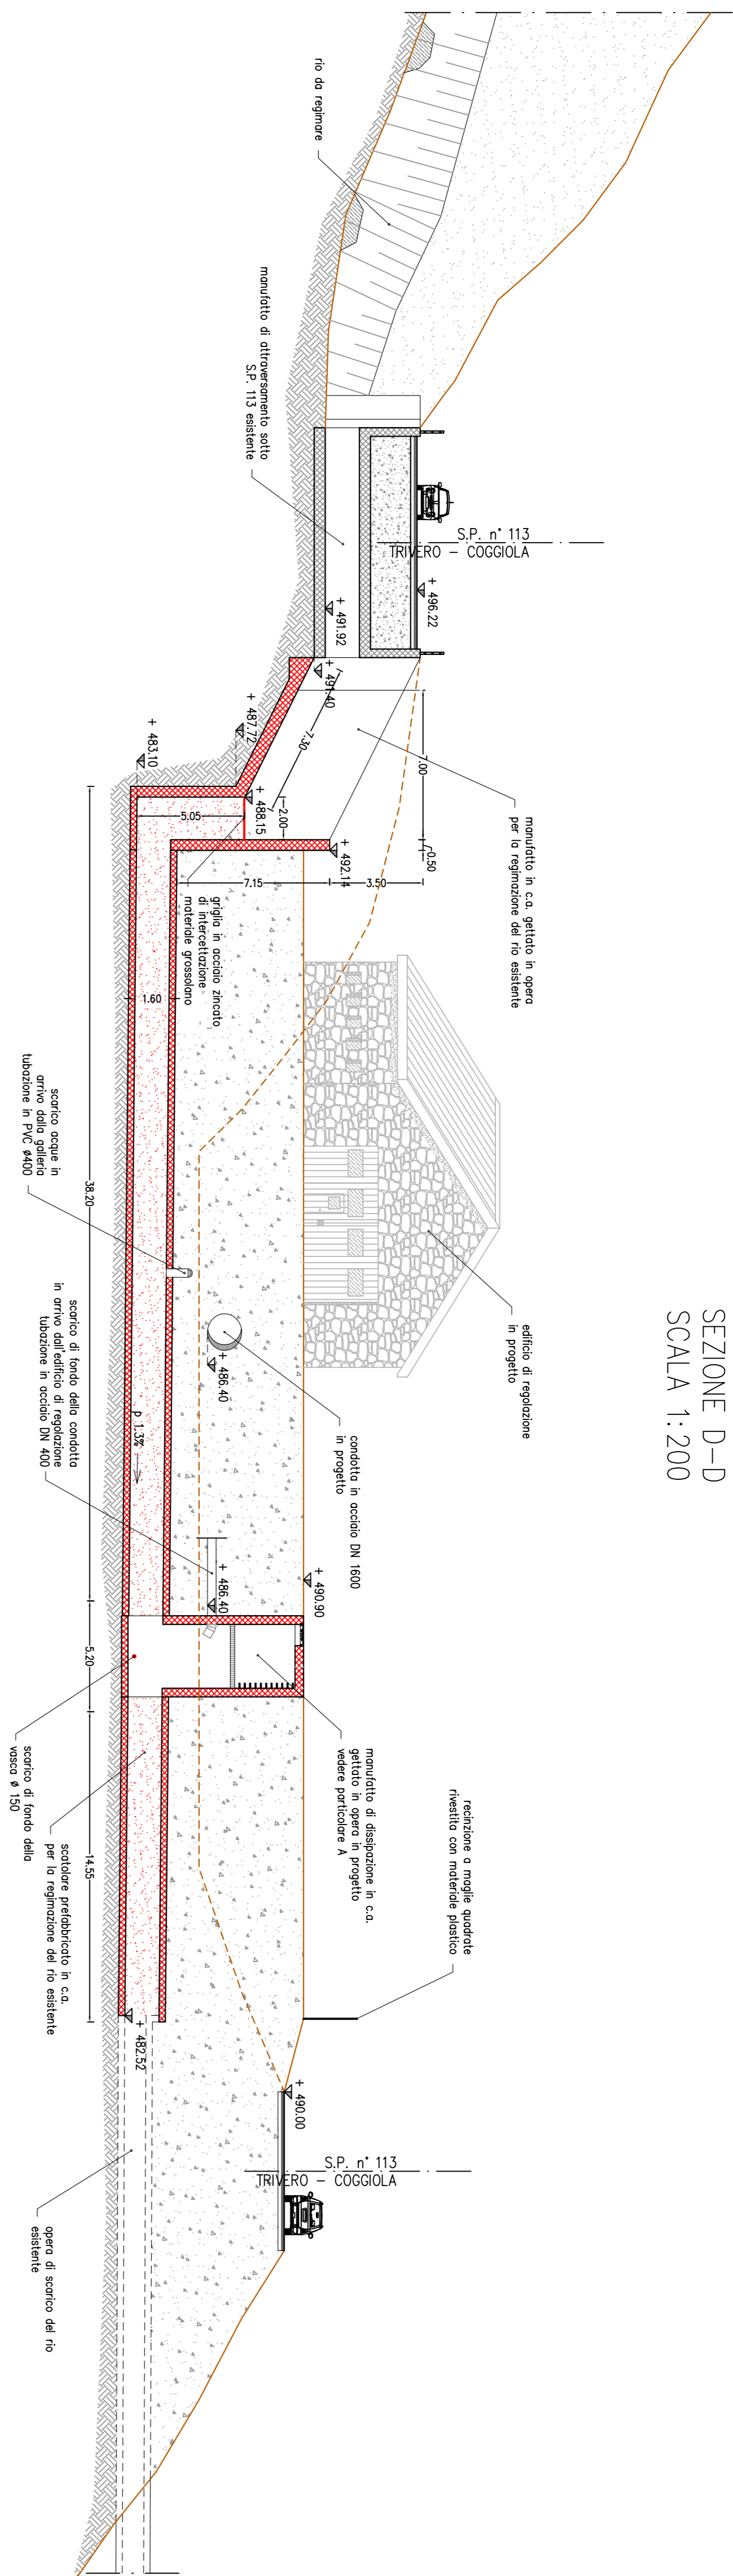 SEZIONE D-D
SCALA 1:200
rio da regimare
manufatto di attraversamento sotto
S.P. 113 esistente
S.P. n° 113
TRIVERO - COGGIOLA
+ 496.22
+ 491.92
+ 491.40
+ 487.72
+ 483.10
7.30
7.00
+ 488.15
2.00
5.05
0.50
+ 492.14
7.15
3.50
manufatto in c.a. gettato in opera
per la regimazione del rio esistente
griglia in acciaio zincato
di intercettazione
materiale grossolano
1.60
scarico acque in
arrivo dalla galleria
tubazione in PVC ø400
38.20
edificio di regolazione
in progetto
+ 486.40
condotta in acciaio DN 1600
in progetto
scarico di fondo della condotta
in arrivo dall'edificio di regolazione
tubazione in acciaio DN 400
p 1.3%
+ 486.40
+ 490.90
5.20
manufatto di dissipazione in c.a.
gettato in opera in progetto
vedere particolare A
scarico di fondo della
vasca ø 150
recinzione a maglie quadrate
rivestita con materiale plastico
scatolare prefabbricato in c.a.
per la regimazione del rio esistente
14.55
+ 482.52
+ 490.00
S.P. n° 113
TRIVERO - COGGIOLA
opera di scarico del rio
esistente